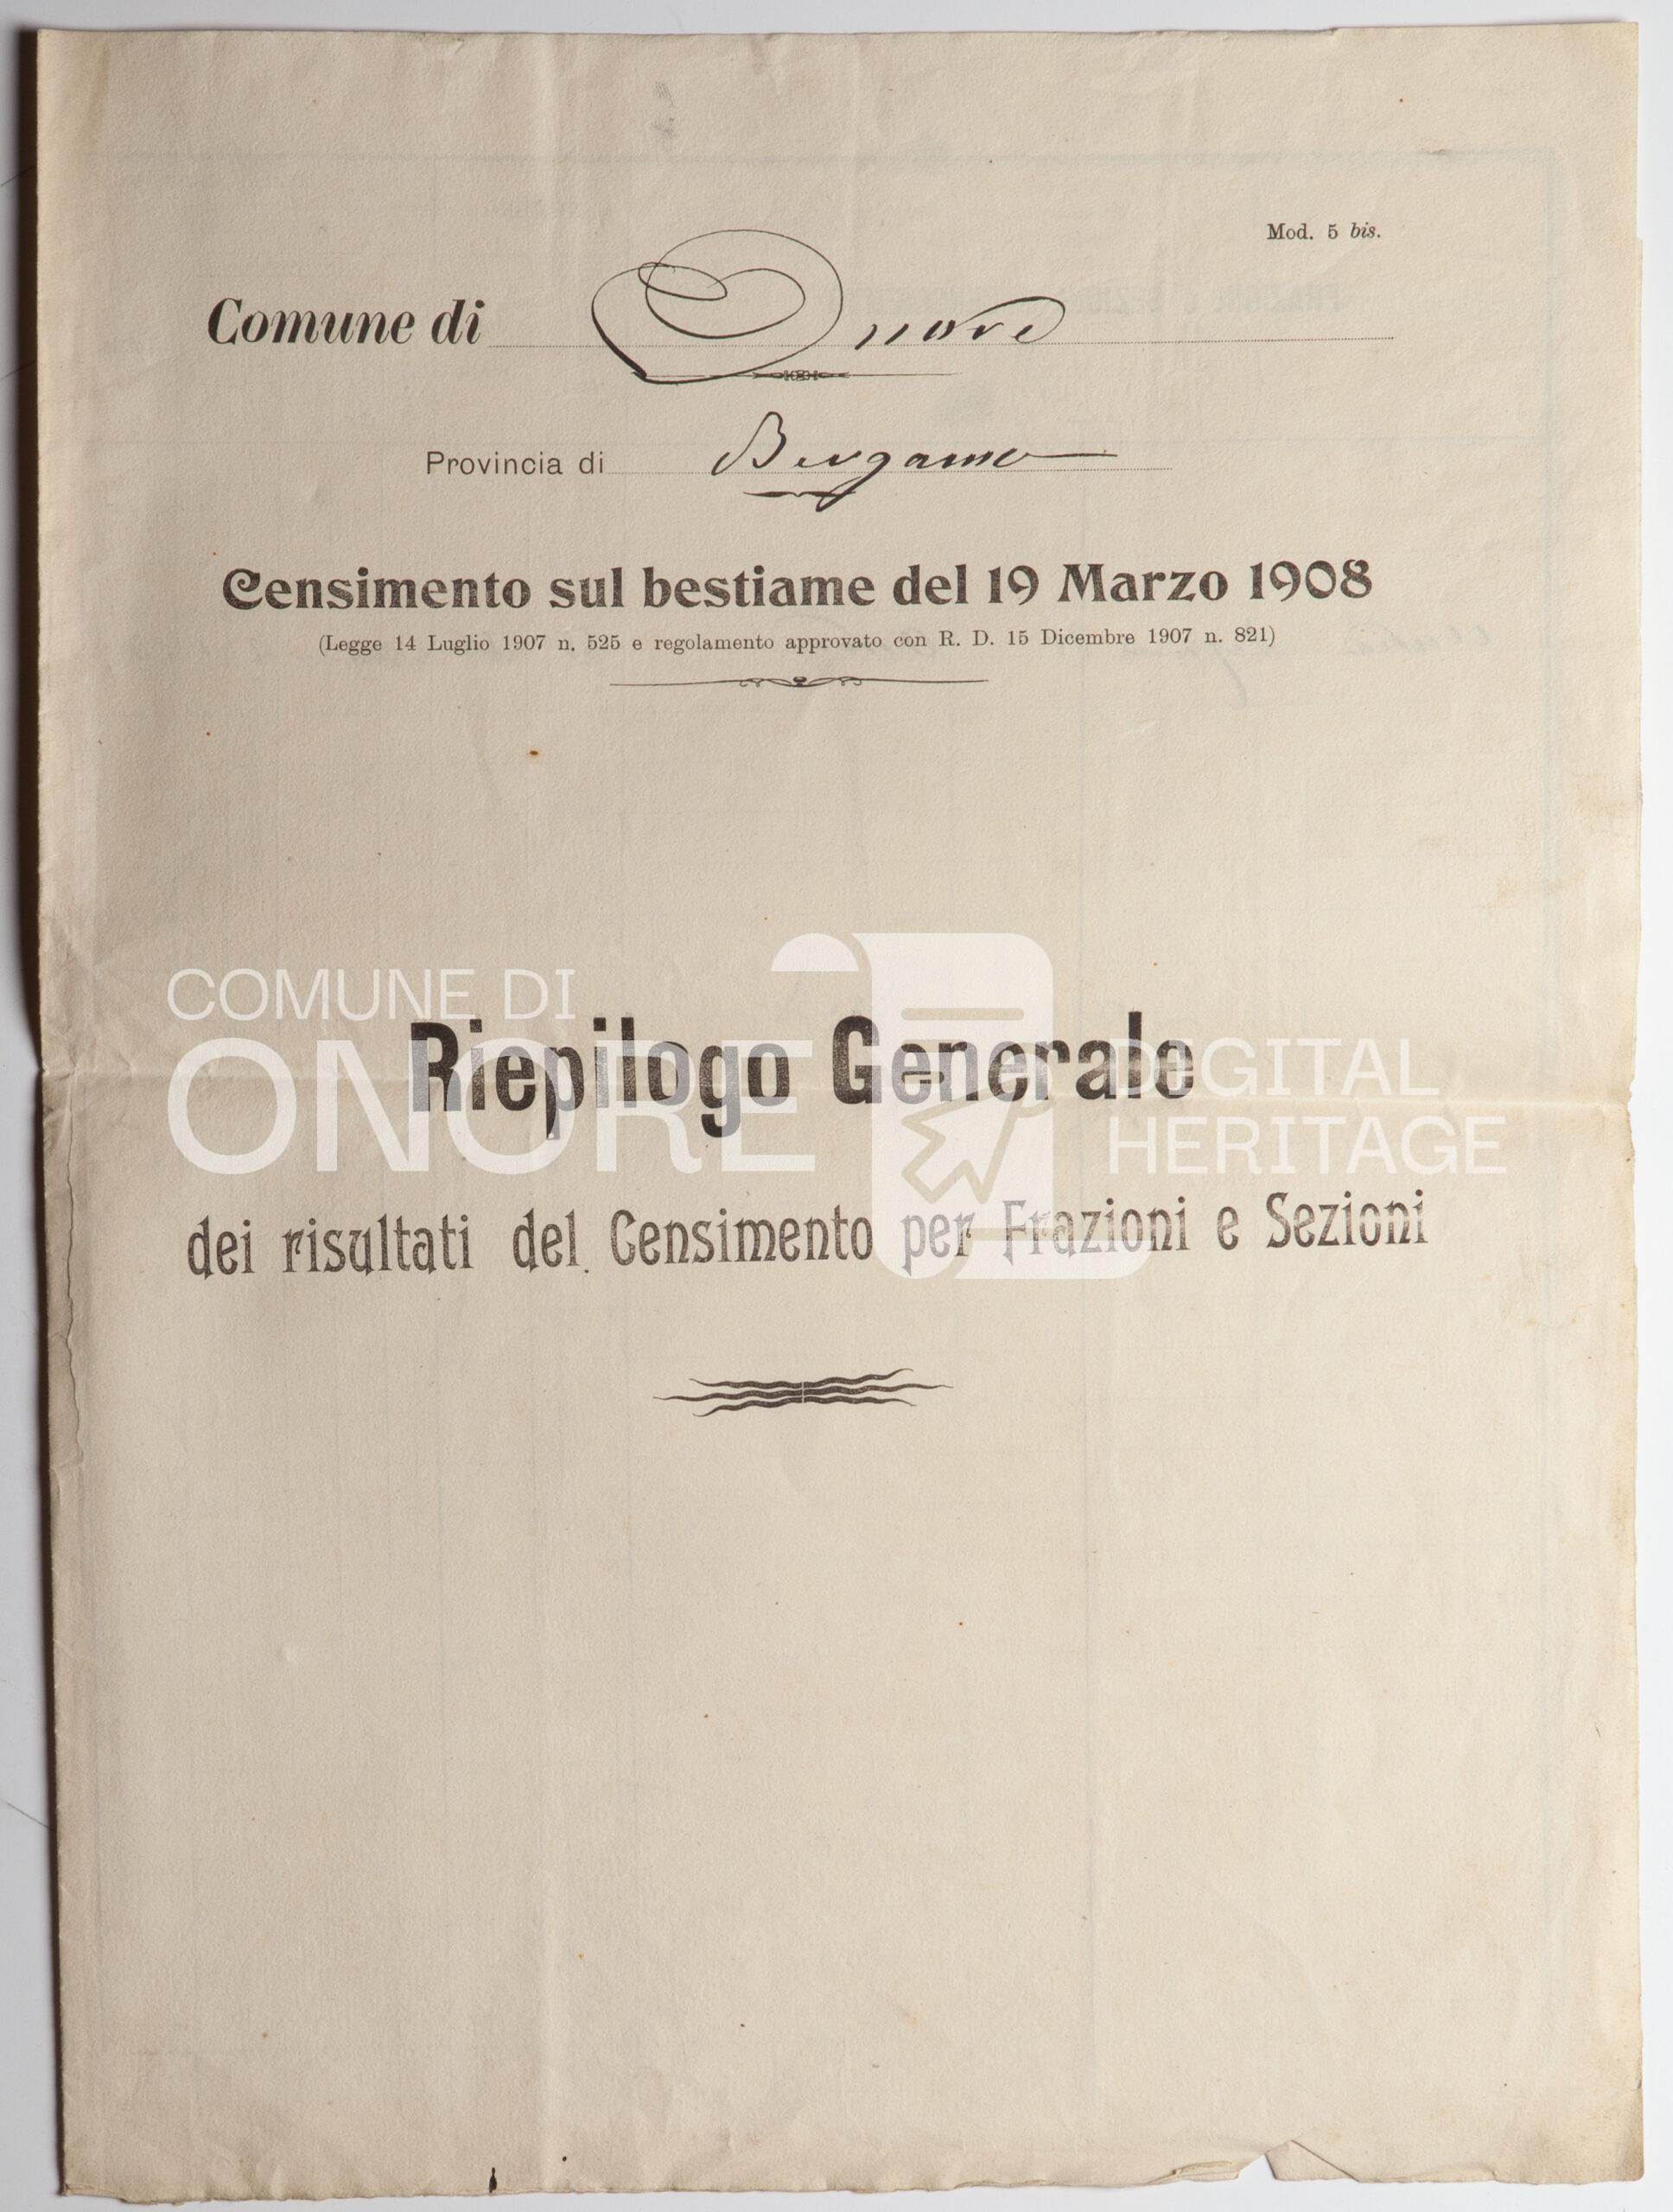 Mod. 5 bis.
Comune di Onore
Provincia di Bergamo
Censimento sul bestiame del 19 Marzo 1908
(Legge 14 Luglio 1907 n. 525 e regolamento approvato con R. D. 15 Dicembre 1907 n. 821)
COMUNE DI
ONORE
DIGITAL
HERITAGE
Riepilogo Generale
dei risultati del Censimento per Frazioni e Sezioni